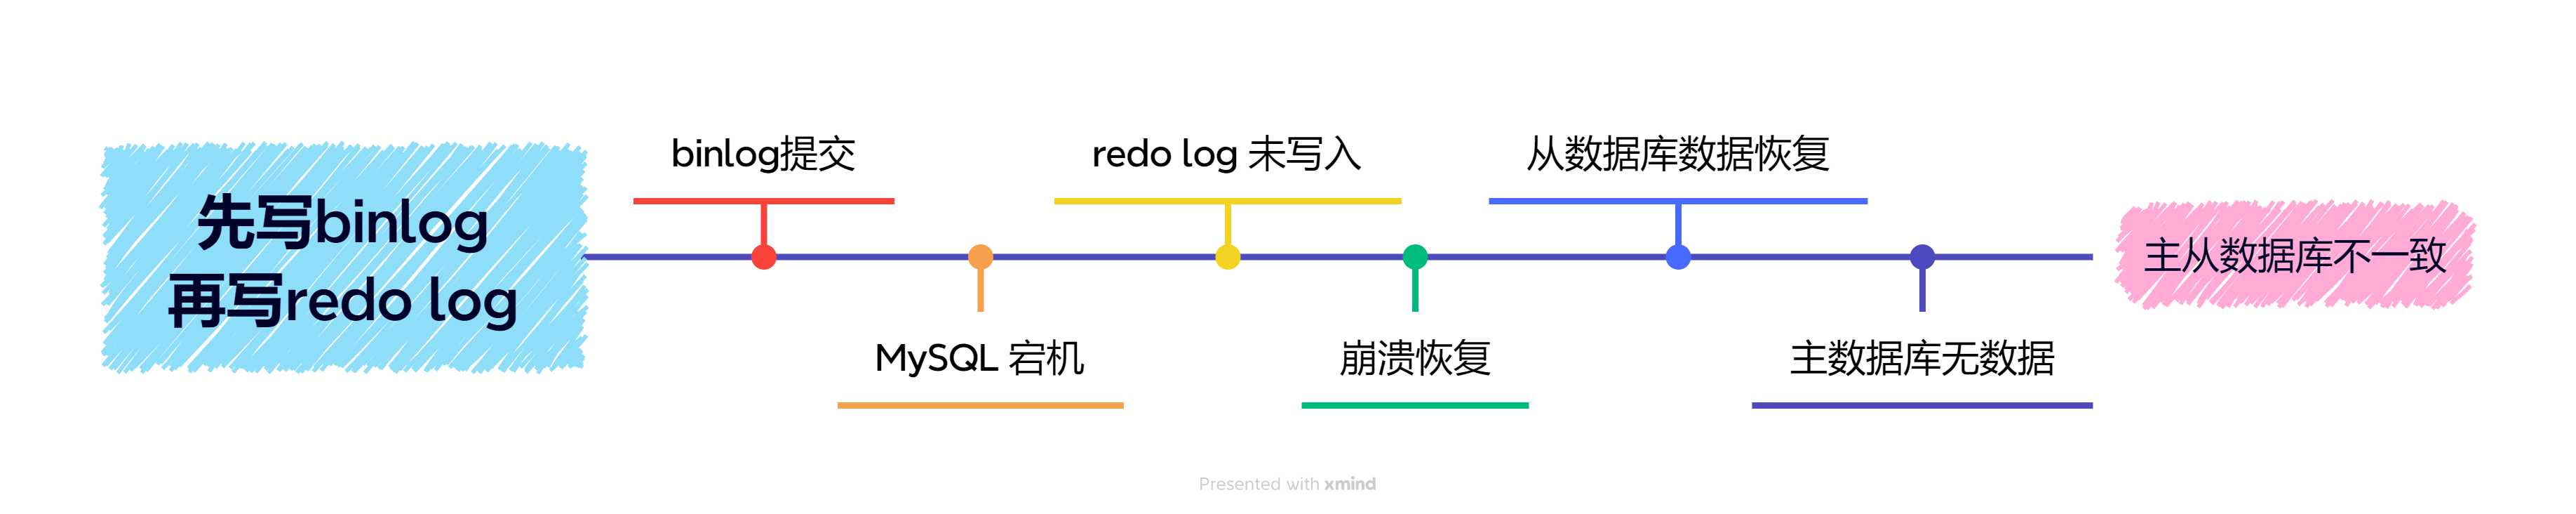 先写binlog
再写redo log
binlog提交
MySQL 宕机
redo log 未写入
崩溃恢复
从数据库数据恢复
主数据库无数据
主从数据库不一致
Presented with xmind